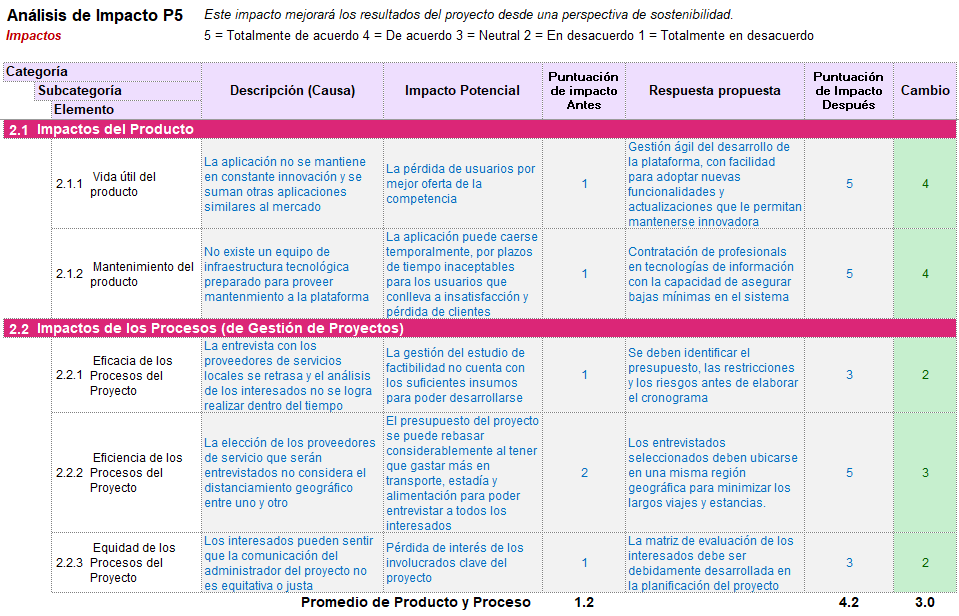 Análisis de Impacto P5
Este impacto mejorará los resultados del proyecto desde una perspectiva de sostenibilidad.
Impactos
5 = Totalmente de acuerdo 4 = De acuerdo 3 = Neutral 2 = En desacuerdo 1 = Totalmente en desacuerdo
Categoría
Subcategoría
Elemento
Descripción (Causa)
Impacto Potencial
Puntuación
de impacto
Antes
Respuesta propuesta
Puntuación
de Impacto
Después
Cambio
2.1 Impactos del Producto
2.1.1
Vida útil del
producto
La aplicación no se mantiene
en constante innovación y se
suman otras aplicaciones
similares al mercado
La pérdida de usuarios por
mejor oferta de la
competencia
1
Gestión ágil del desarrollo de
la plataforma, con facilidad
para adoptar nuevas
funcionalidades y
actualizaciones que le permitan
mantenerse innovadora
5
4
2.1.2
Mantenimiento del
producto
No existe un equipo de
infraestructura tecnológica
preparado para proveer
mantenmiento a la plataforma
La aplicación puede caerse
temporalmente, por plazos
de tiempo inaceptables
para los usuarios que
conlleva a insatisfacción y
pérdida de clientes
1
Contratación de profesionals
en tecnologías de información
con la capacidad de asegurar
bajas mínimas en el sistema
5
4
2.2 Impactos de los Procesos (de Gestión de Proyectos)
2.2.1
Eficacia de los
Procesos del
Proyecto
La entrevista con los
proveedores de servicios
locales se retrasa y el análisis
de los interesados no se logra
realizar dentro del tiempo
La gestión del estudio de
factibilidad no cuenta con
los suficientes insumos
para poder desarrollarse
1
Se deben identificar el
presupuesto, las restricciones
y los riesgos antes de elaborar
el cronograma
3
2
2.2.2
Eficiencia de los
Procesos del
Proyecto
La elección de los proveedores
de servicio que serán
entrevistados no considera el
distanciamiento geográfico
entre uno y otro
El presupuesto del proyecto
se puede rebasar
considerablemente al tener
que gastar más en
transporte, estadía y
alimentación para poder
entrevistar a todos los
interesados
2
Los entrevistados
seleccionados deben ubicarse
en una misma región
geográfica para minimizar los
largos viajes y estancias.
5
3
2.2.3
Equidad de los
Procesos del
Proyecto
Los interesados pueden sentir
que la comunicación del
administrador del proyecto no
es equitativa o justa
Pérdida de interés de los
involucrados clave del
proyecto
1
La matriz de evaluación de los
interesados debe ser
debidamente desarrollada en
la planificación del proyecto
3
2
Promedio de Producto y Proceso
1.2
4.2
3.0